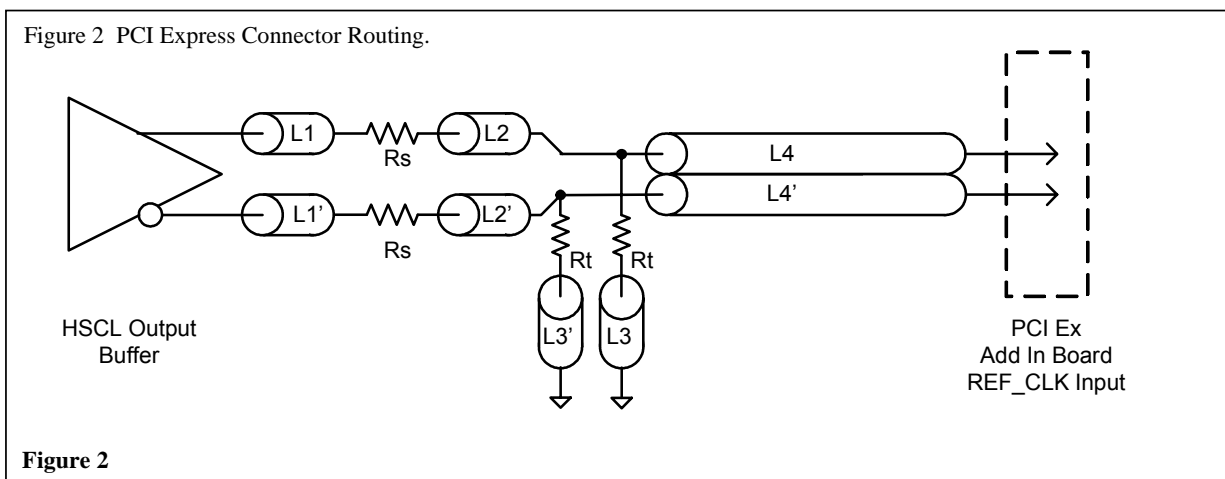 Figure 2 PCI Express Connector Routing.
L1
Rs
L2
L4
L1’
Rs
L2’
L4’
Rt
Rt
L3’
L3
HSCL Output
Buffer
PCI Ex
Add In Board
REF_CLK Input
Figure 2